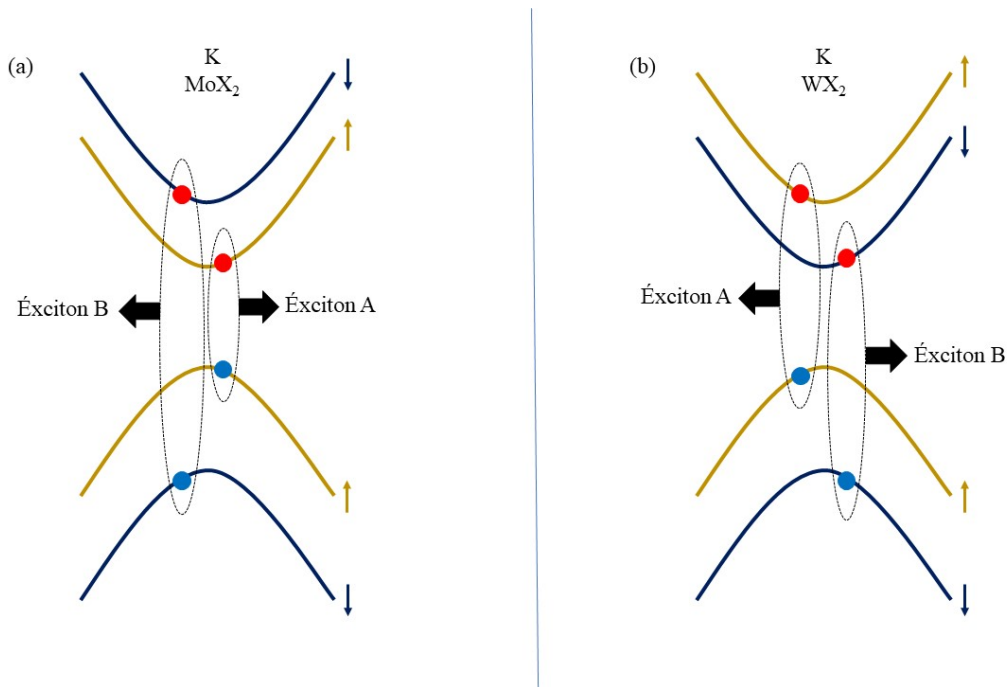 (a)
K
MoX₂
Éxciton B
Éxciton A
(b)
K
WX₂
Éxciton A
Éxciton B